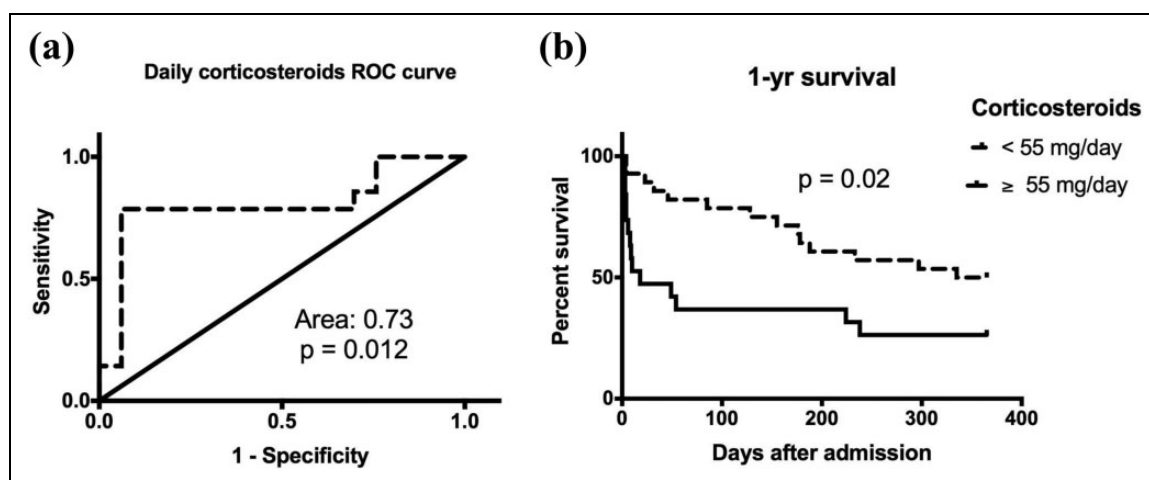 (a)
Daily corticosteroids ROC curve
1.0
0.5
0.0
Sensitivity
Area: 0.73
p = 0.012
0.0 0.5 1.0
1 - Specificity
(b)
1-yr survival
Corticosteroids
< 55 mg/day
≥ 55 mg/day
p = 0.02
100
50
0
Percent survival
0 100 200 300 400
Days after admission